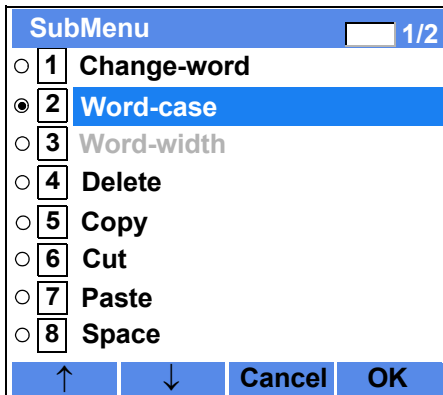 SubMenu 1/2
1 Change-word
2 Word-case
3 Word-width
4 Delete
5 Copy
6 Cut
7 Paste
8 Space
↑ ↓ Cancel OK